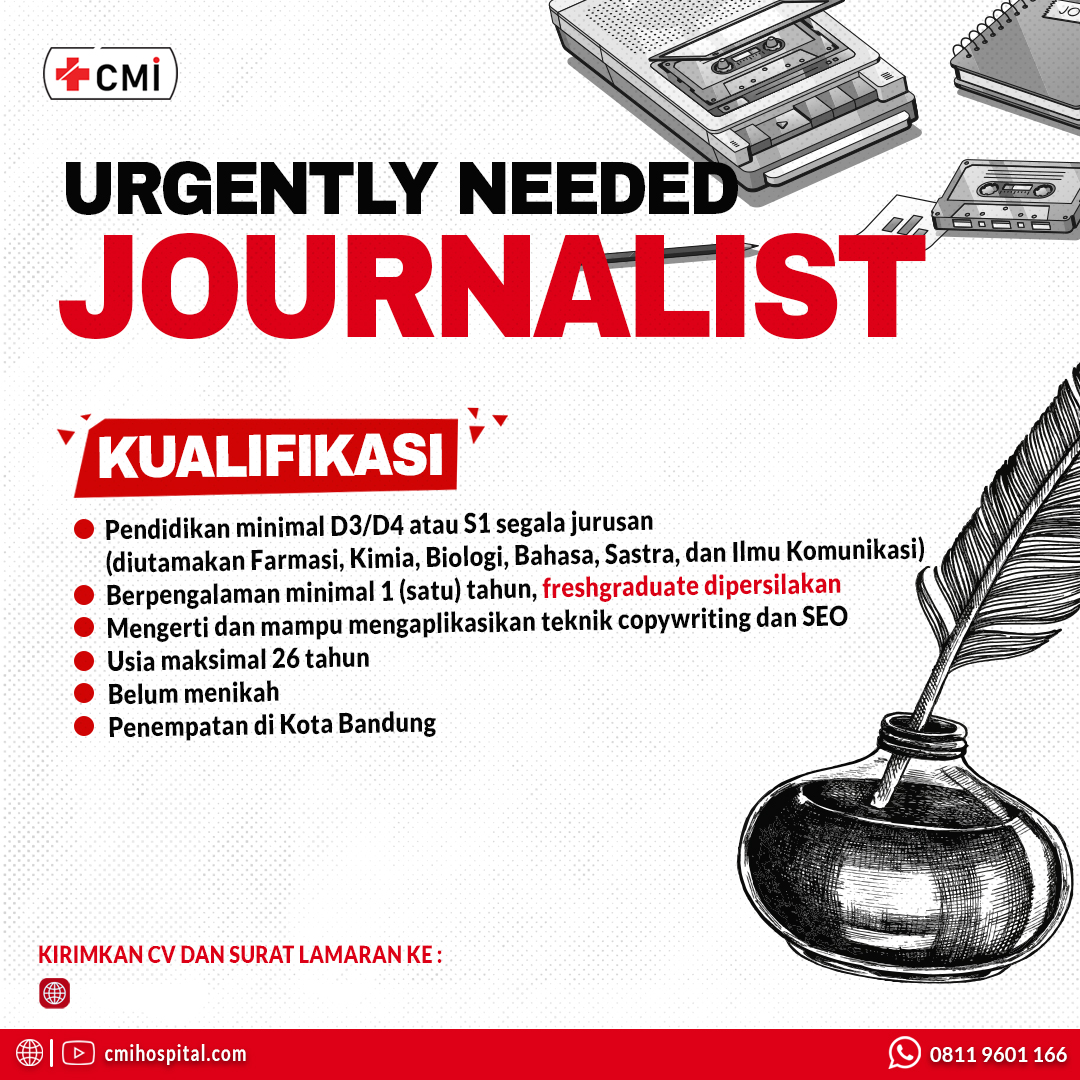 CMI
URGENTLY NEEDED
JOURNALIST
KUALIFIKASI
Pendidikan minimal D3/D4 atau S1 segala jurusan
(diutamakan Farmasi, Kimia, Biologi, Bahasa, Sastra, dan Ilmu Komunikasi)
Berpengalaman minimal 1 (satu) tahun, freshgraduate dipersilakan
Mengerti dan mampu mengaplikasikan teknik copywriting dan SEO
Usia maksimal 26 tahun
Belum menikah
Penempatan di Kota Bandung
KIRIMKAN CV DAN SURAT LAMARAN KE :
cmihospital.com
0811 9601 166